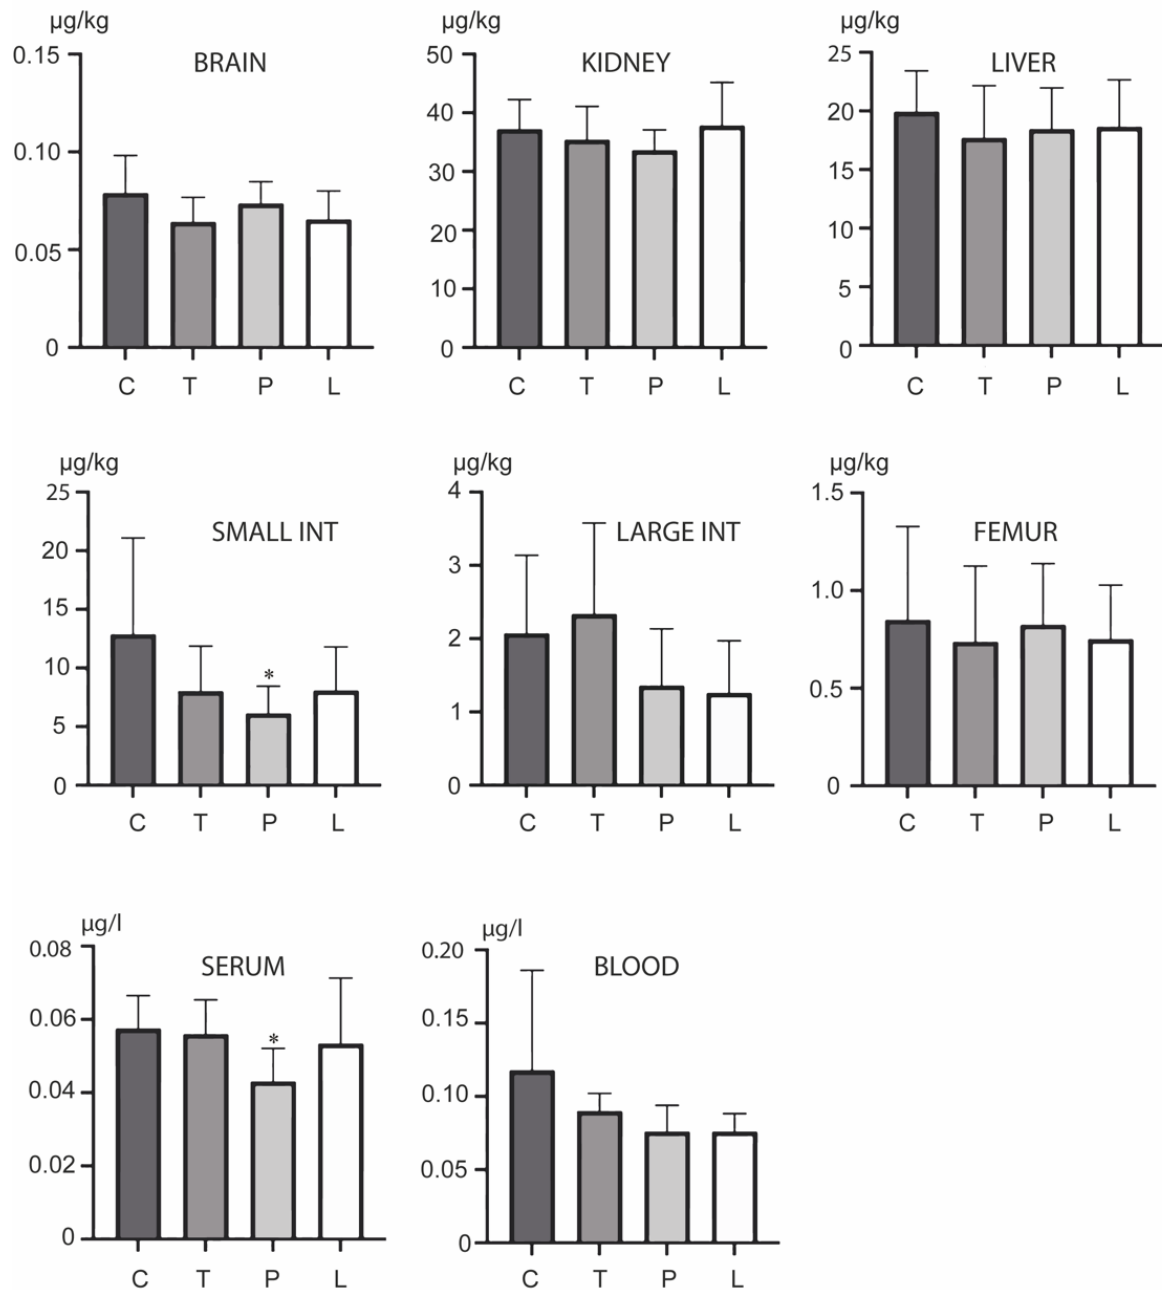 µg/kg µg/kg µg/kg
BRAIN KIDNEY LIVER
0.15 50 25
40 20
0.10 30 15
0.05 20 10
10 5
0 0 0
C T P L C T P L C T P L
µg/kg µg/kg µg/kg
25 4 1.5
SMALL INT LARGE INT FEMUR
20 3
15 1.0
10 2
* 0.5
5 1
0 0 0
C T P L C T P L C T P L
µg/l µg/l
0.08 0.20
SERUM BLOOD
0.06 0.15
*
0.04 0.10
0.02 0.05
0 0
C T P L C T P L